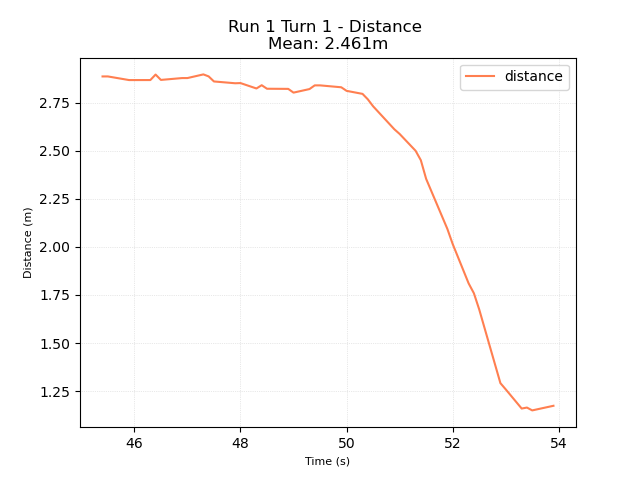 Run 1 Turn 1 - Distance
Mean: 2.461m
distance
2.75
2.50
2.25
2.00
1.75
1.50
1.25
Distance (m)
46 48 50 52 54
Time (s)